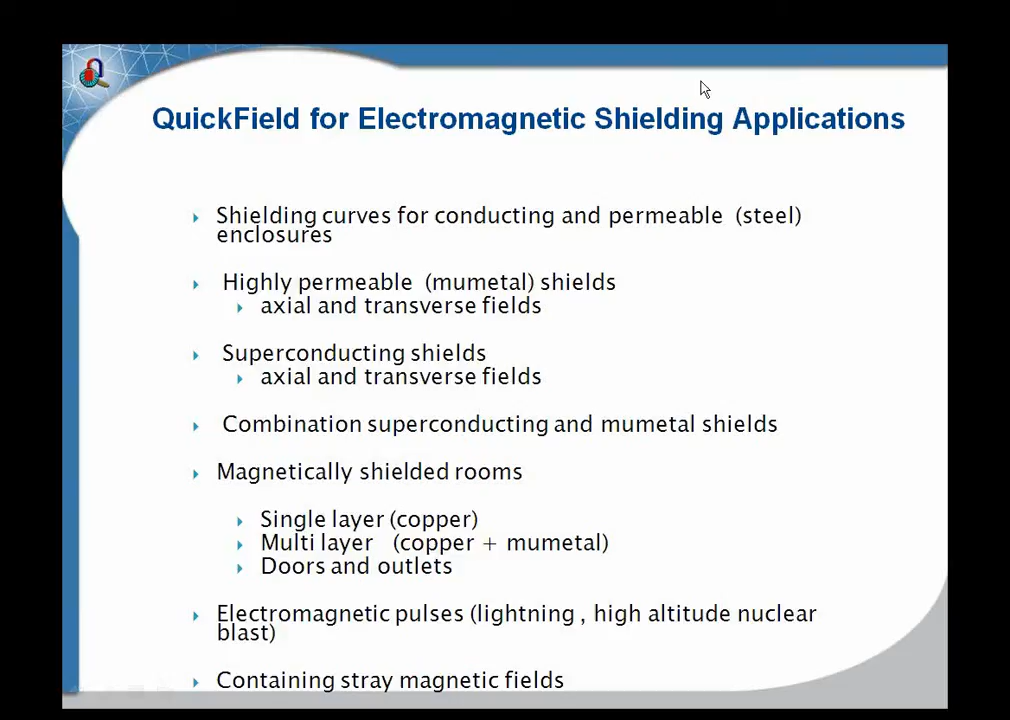 QuickField for Electromagnetic Shielding Applications
Shielding curves for conducting and permeable (steel)
enclosures
Highly permeable (mumetal) shields
axial and transverse fields
Superconducting shields
axial and transverse fields
Combination superconducting and mumetal shields
Magnetically shielded rooms
Single layer (copper)
Multi layer (copper + mumetal)
Doors and outlets
Electromagnetic pulses (lightning , high altitude nuclear
blast)
Containing stray magnetic fields